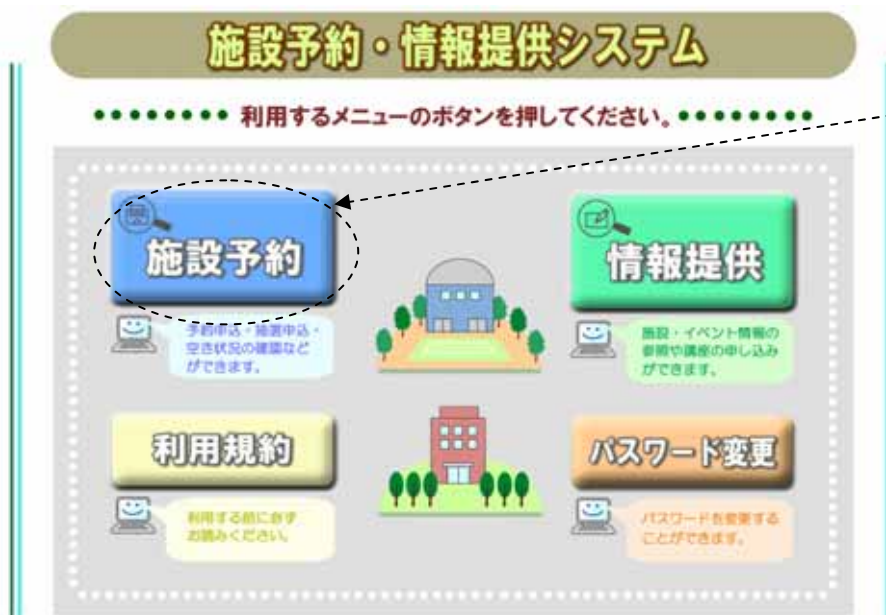 施設予約・情報提供システム
利用するメニューのボタンを押してください。
施設予約
情報提供
予約申込・抽選申込・
空き状況の確認など
ができます。
施設・イベント情報の
参照や講座の申し込み
ができます。
利用規約
パスワード変更
利用する前に必ず
お読みください。
パスワードを変更する
ことができます。